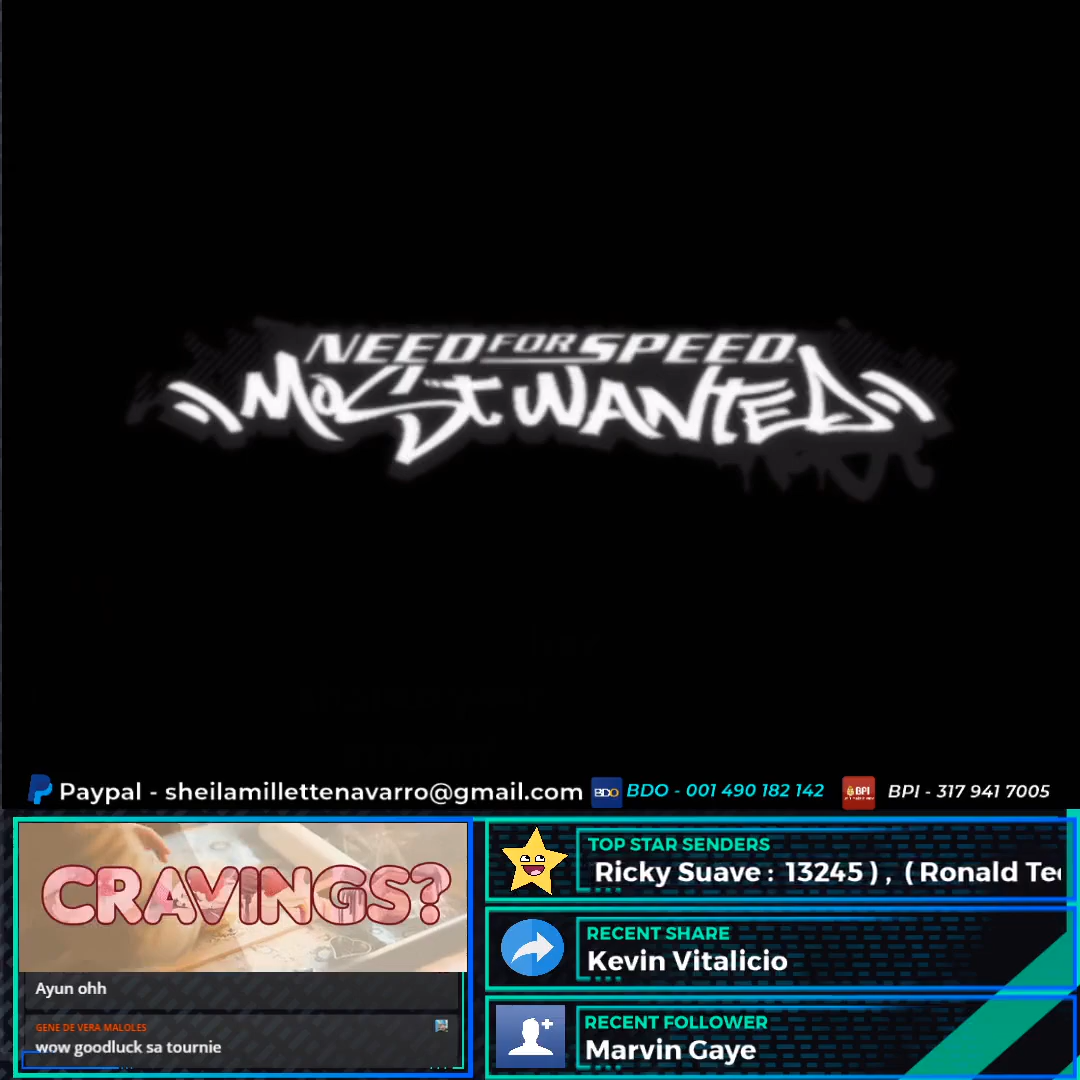 NEED FOR SPEED
MOST WANTED
Paypal - sheilamillettenavarro@gmail.com
BDO
BDO - 001 490 182 142
BPI
BPI - 317 941 7005
CRAVINGS?
Ayun ohh
GENE DE VERA MALOLES
wow goodluck sa tournie
TOP STAR SENDERS
Ricky Suave : 13245 ) , ( Ronald
RECENT SHARE
Kevin Vitalicio
RECENT FOLLOWER
Marvin Gaye